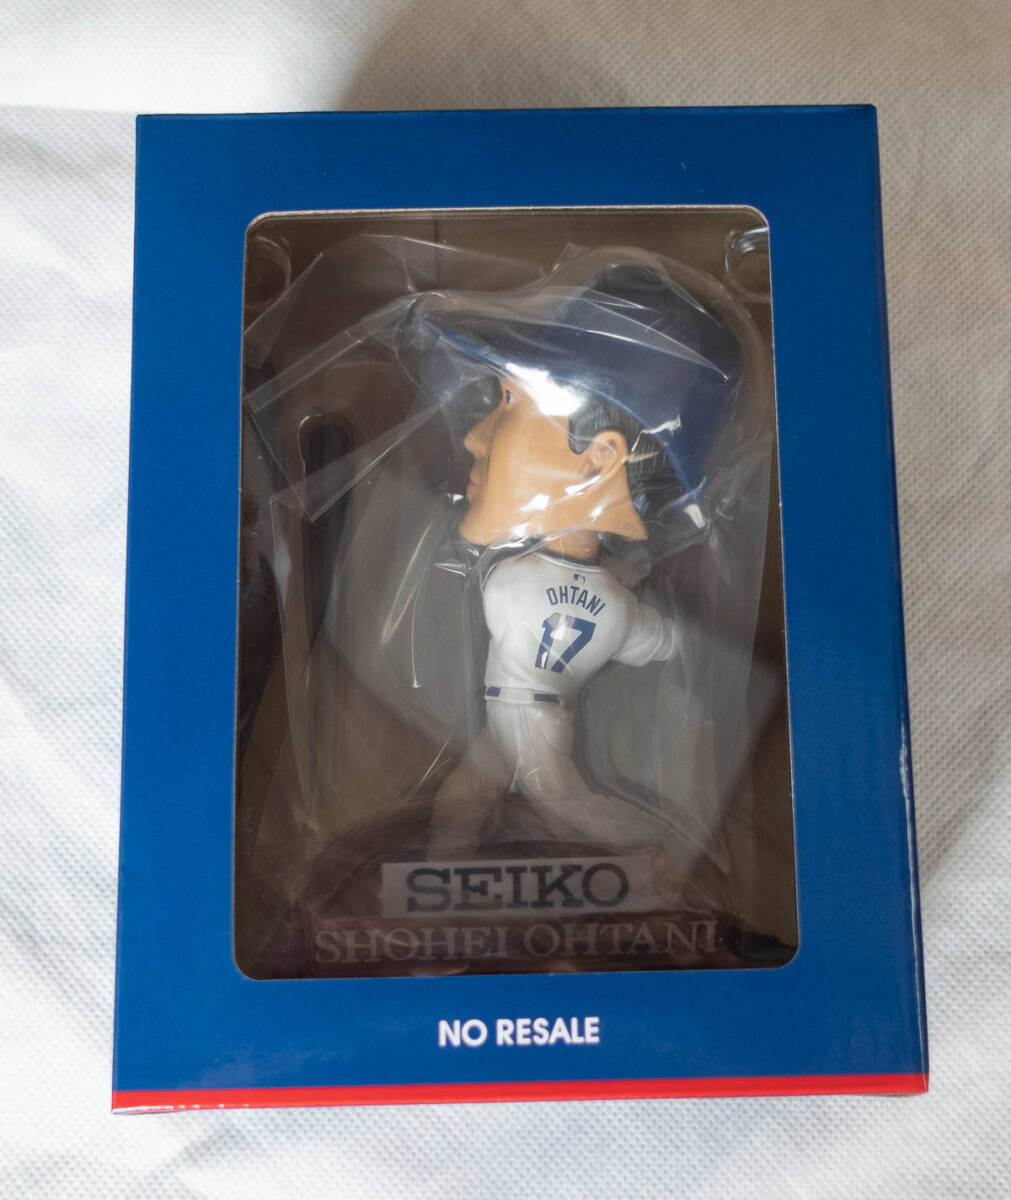 OHTANI
17
SEIKO
SHOHEI OHTANI
NO RESALE